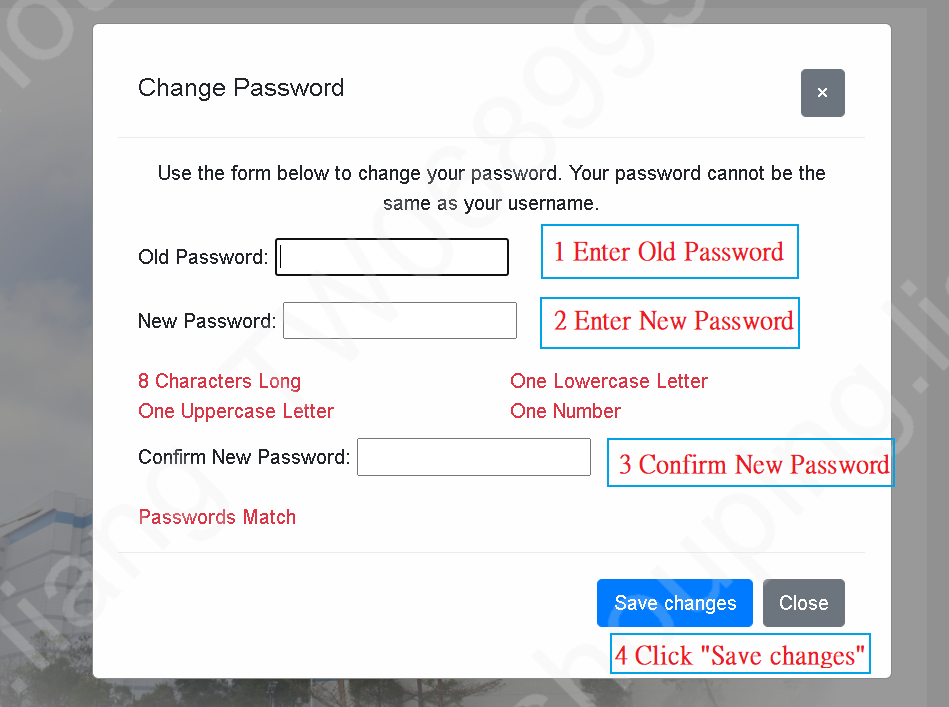 Change Password
×
Use the form below to change your password. Your password cannot be the
same as your username.
Old Password:
1 Enter Old Password
New Password:
2 Enter New Password
8 Characters Long
One Lowercase Letter
One Uppercase Letter
One Number
Confirm New Password:
3 Confirm New Password
Passwords Match
Save changes
Close
4 Click "Save changes"